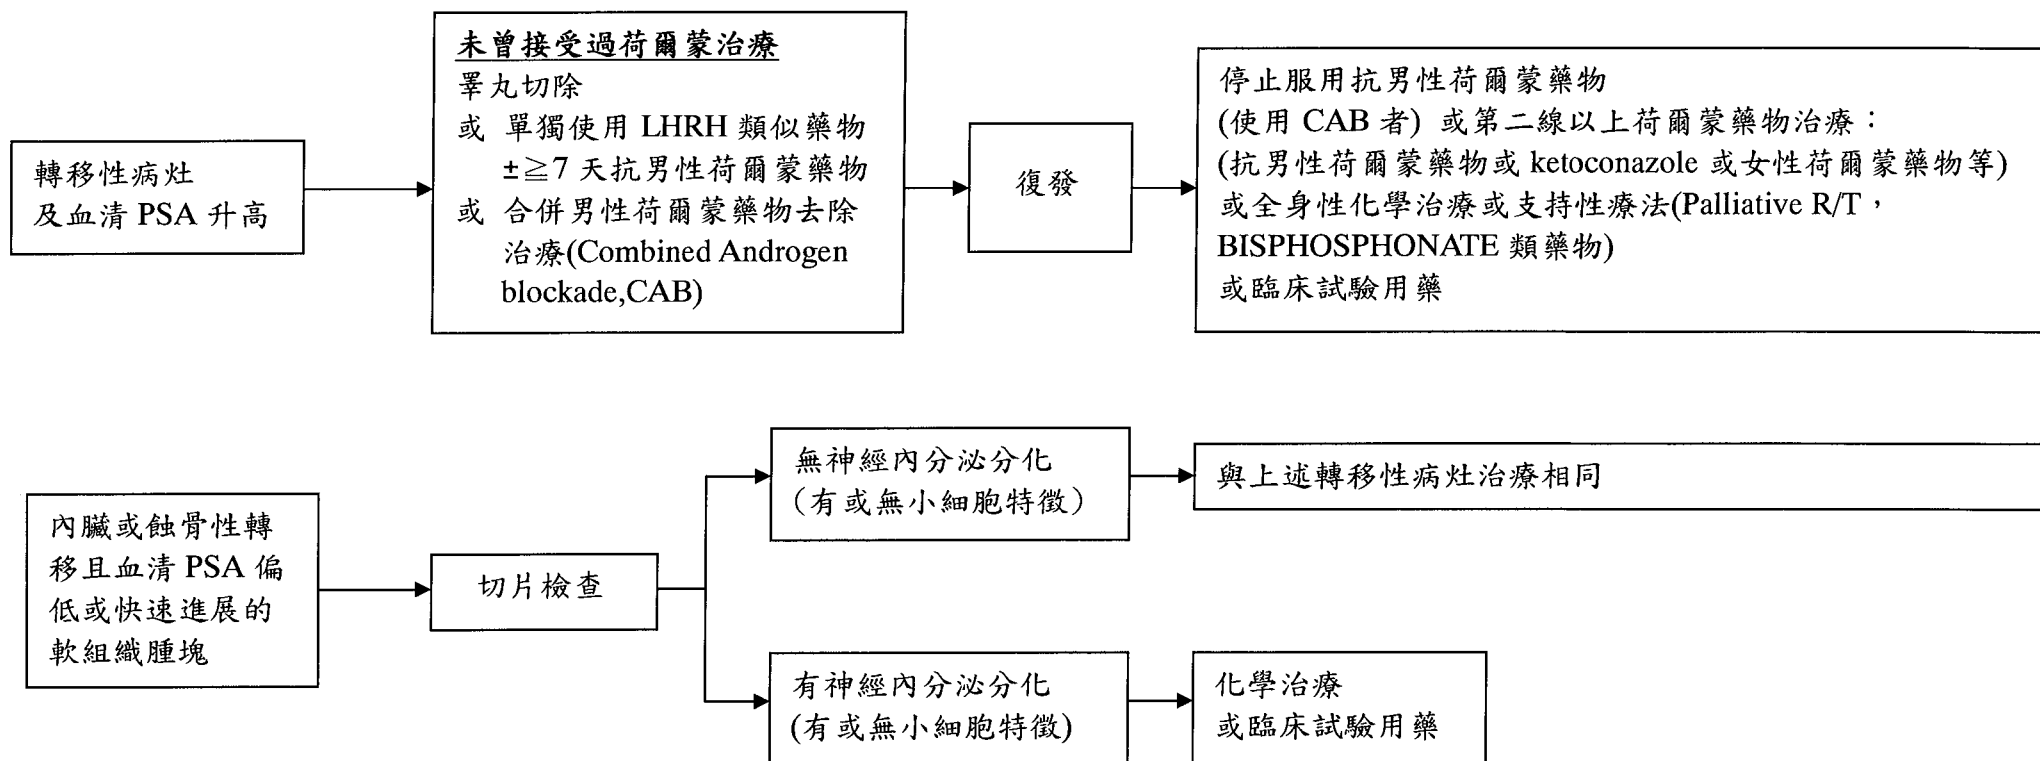 轉移性病灶
及血清 PSA 升高
未曾接受過荷爾蒙治療
睪丸切除
或 單獨使用 LHRH 類似藥物
±≧7 天抗男性荷爾蒙藥物
或 合併男性荷爾蒙藥物去除
治療(Combined Androgen
blockade,CAB)
復發
停止服用抗男性荷爾蒙藥物
(使用 CAB 者) 或第二線以上荷爾蒙藥物治療：
(抗男性荷爾蒙藥物或 ketoconazole 或女性荷爾蒙藥物等)
或全身性化學治療或支持性療法(Palliative R/T，
BISPHOSPHONATE 類藥物)
或臨床試驗用藥
內臟或蝕骨性轉
移且血清 PSA 偏
低或快速進展的
軟組織腫塊
切片檢查
無神經內分泌分化
（有或無小細胞特徵）
與上述轉移性病灶治療相同
有神經內分泌分化
(有或無小細胞特徵)
化學治療
或臨床試驗用藥